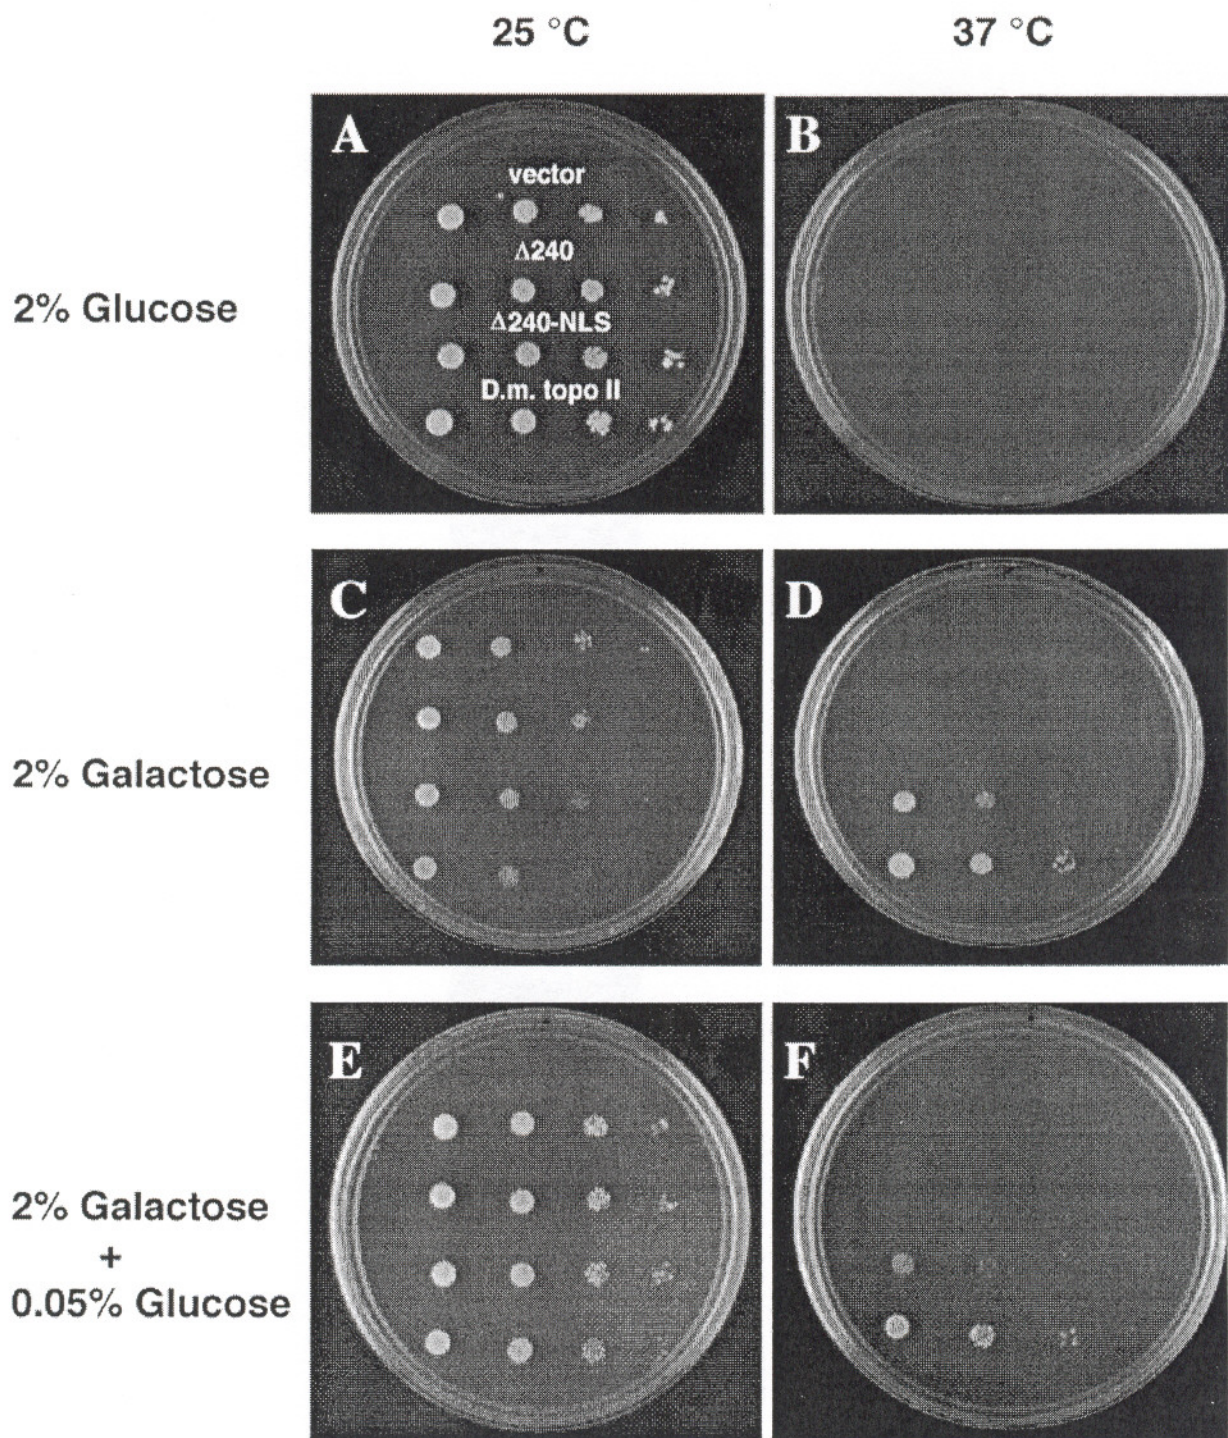 25 °C
37 °C
A
B
vector
Δ240
2% Glucose
Δ240-NLS
D.m. topo II
C
D
2% Galactose
E
F
2% Galactose
+
0.05% Glucose